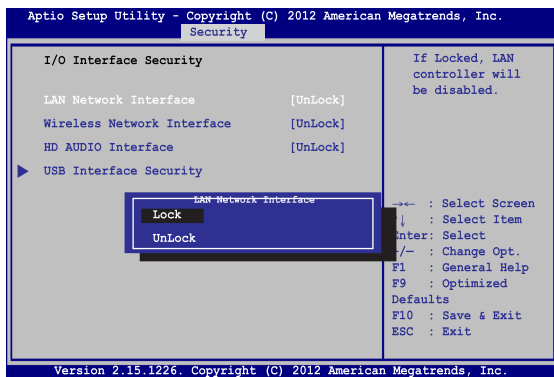 Aptio Setup Utility - Copyright (C) 2012 American Megatrends, Inc.
Security
I/O Interface Security
LAN Network Interface [UnLock]
Wireless Network Interface [UnLock]
HD AUDIO Interface [UnLock]
USB Interface Security
LAN Network Interface
Lock
UnLock
If Locked, LAN
controller will
be disabled.
→← : Select Screen
↓ : Select Item
Enter: Select
/— : Change Opt.
F1 : General Help
F9 : Optimized
Defaults
F10 : Save & Exit
ESC : Exit
Version 2.15.1226. Copyright (C) 2012 American Megatrends, Inc.